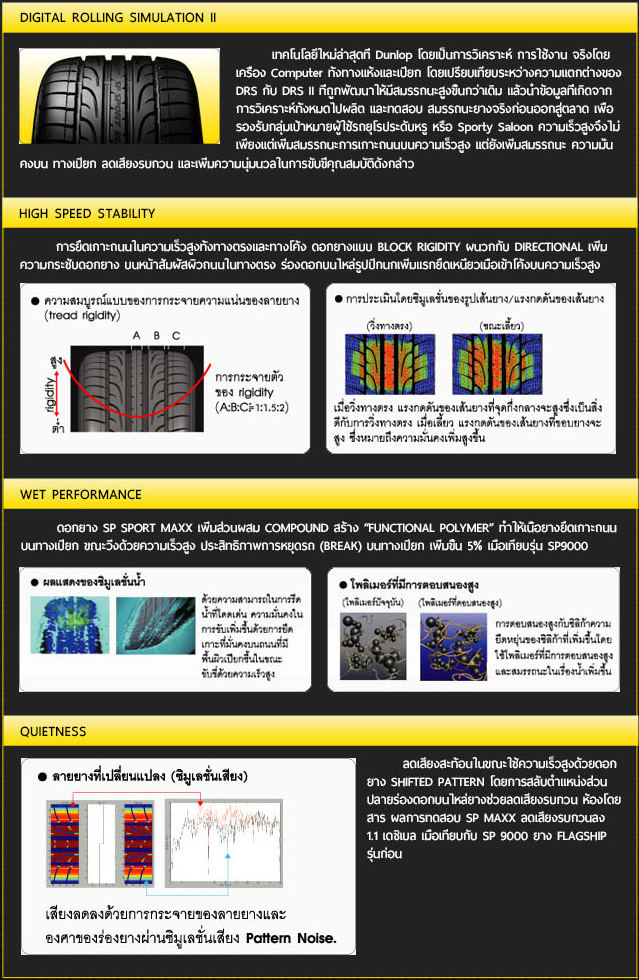 DIGITAL ROLLING SIMULATION II
เทคโนโลยีใหม่ล่าสุดที่ Dunlop โดยเป็นการวิเคราะห์ การใช้งาน จริงโดย
เครื่อง Computer ทั้งทางแห้งและเปียก โดยเปรียบเทียบระหว่างความแตกต่างของ
DRS กับ DRS II ที่ถูกพัฒนาให้มีสมรรถนะสูงขึ้นกว่าเดิม แล้วนำข้อมูลที่เกิดจาก
การวิเคราะห์ทั้งหมดไปผลิต และทดสอบ สมรรถนะยางจริงก่อนออกสู่ตลาด เพื่อ
รองรับกลุ่มเป้าหมายผู้ใช้รถยุโรประดับหรู หรือ Sporty Saloon ความเร็วสูงจึงไม่
เพียงแต่เพิ่มสมรรถนะการเกาะถนนบนความเร็วสูง แต่ยังเพิ่มสมรรถนะ ความมั่น
คงบน ทางเปียก ลดเสียงรบกวน และเพิ่มความนุ่มนวลในการขับขี่คุณสมบัติดังกล่าว
HIGH SPEED STABILITY
การยึดเกาะถนนในความเร็วสูงทั้งทางตรงและทางโค้ง ดอกยางแบบ BLOCK RIGIDITY ผนวกกับ DIRECTIONAL เพิ่ม
ความกระชับดอกยาง บนหน้าสัมผัสผิวถนนในทางตรง ร่องดอกบนไหล่รูปปีกนกเพิ่มแรงยึดเหนี่ยวเมื่อเข้าโค้งบนความเร็วสูง
● ความสมบูรณ์แบบของการกระจายความแน่นของลายยาง
(tread rigidity)
A B C
สูง
rigidity
ต่ำ
การกระจายตัว
ของ rigidity
(A:B:C=1:1.5:2)
● การประเมินโดยซิมูเลชั่นของรูปเส้นยาง/แรงกดดันของเส้นยาง
(วิ่งทางตรง) (ขณะเลี้ยว)
เมื่อวิ่งทางตรง แรงกดดันของเส้นยางที่จุดกึ่งกลางจะสูงซึ่งเป็นสิ่ง
ดีกับการวิ่งทางตรง เมื่อเลี้ยว แรงกดดันของเส้นยางที่ขอบยางจะ
สูง ซึ่งหมายถึงความมั่นคงเพิ่มสูงขึ้น
WET PERFORMANCE
ดอกยาง SP SPORT MAXX เพิ่มส่วนผสม COMPOUND สร้าง “FUNCTIONAL POLYMER” ทำให้เนื้อยางยึดเกาะถนน
บนทางเปียก ขณะวิ่งด้วยความเร็วสูง ประสิทธิภาพการหยุดรถ (BREAK) บนทางเปียก เพิ่มขึ้น 5% เมื่อเทียบรุ่น SP9000
● ผลแสดงของซิมูเลชั่นน้ำ
ด้วยความสามารถในการรีด
น้ำที่โดดเด่น ความมั่นคงใน
การขับเพิ่มขึ้นด้วยการยึด
เกาะที่มั่นคงบนถนนที่มี
พื้นผิวเปียกชื้นในขณะ
ขับขี่ด้วยความเร็วสูง
● โพลิเมอร์ที่มีการตอบสนองสูง
(โพลิเมอร์ปัจจุบัน) (โพลิเมอร์ที่ตอบสนองสูง)
การตอบสนองสูงกับซิลิก้าความ
ยืดหยุ่นของซิลิก้าที่เพิ่มขึ้นโดย
ใช้โพลิเมอร์ที่มีการตอบสนองสูง
และสมรรถนะในเรื่องน้ำเพิ่มขึ้น
QUIETNESS
● ลายยางที่เปลี่ยนแปลง (ซิมูเลชั่นเสียง)
เสียงลดลงด้วยการกระจายของลายยางและ
องศาของร่องยางผ่านซิมูเลชั่นเสียง Pattern Noise.
ลดเสียงสะท้อนในขณะใช้ความเร็วสูงด้วยดอก
ยาง SHIFTED PATTERN โดยการสลับตำแหน่งส่วน
ปลายร่องดอกบนไหล่ยางช่วยลดเสียงรบกวน ห้องโดย
สาร ผลการทดสอบ SP MAXX ลดเสียงรบกวนลง
1.1 เดซิเบล เมื่อเทียบกับ SP 9000 ยาง FLAGSHIP
รุ่นก่อน